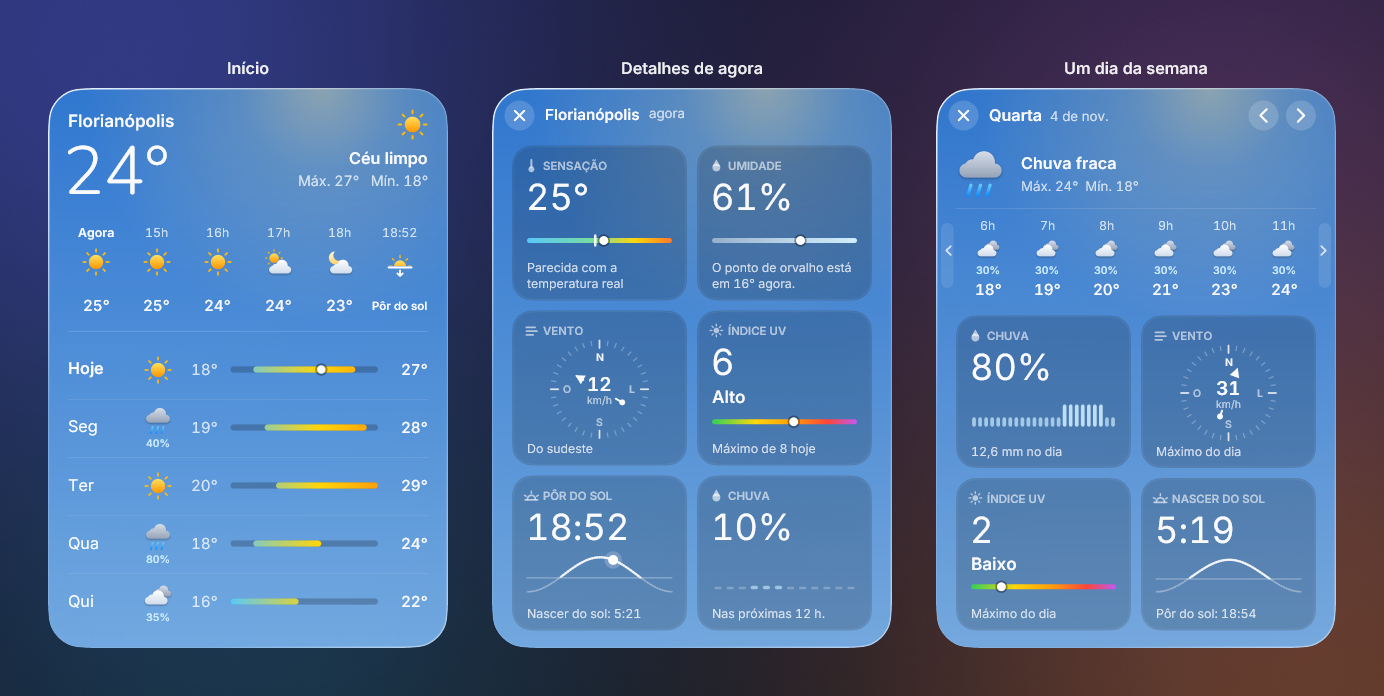 Início
Florianópolis
24°
Céu limpo
Máx. 27° Mín. 18°
Agora 15h 16h 17h 18h 18:52
25° 25° 24° 24° 23° Pôr do sol
Hoje 18° 27°
Seg 40% 19° 28°
Ter 20° 29°
Qua 80% 18° 24°
Qui 35% 16° 22°
Detalhes de agora
Florianópolis agora
SENSAÇÃO
25°
Parecida com a
temperatura real
UMIDADE
61%
O ponto de orvalho está
em 16° agora.
VENTO
N
O 12 L
km/h
S
Do sudeste
ÍNDICE UV
6
Alto
Máximo de 8 hoje
PÔR DO SOL
18:52
Nascer do sol: 5:21
CHUVA
10%
Nas próximas 12 h.
Um dia da semana
Quarta 4 de nov.
Chuva fraca
Máx. 24° Mín. 18°
6h 7h 8h 9h 10h 11h
30% 30% 30% 30% 30% 30%
18° 19° 20° 21° 23° 24°
CHUVA
80%
12,6 mm no dia
VENTO
N
O 31 L
km/h
S
Máximo do dia
ÍNDICE UV
2
Baixo
Máximo do dia
NASCER DO SOL
5:19
Pôr do sol: 18:54